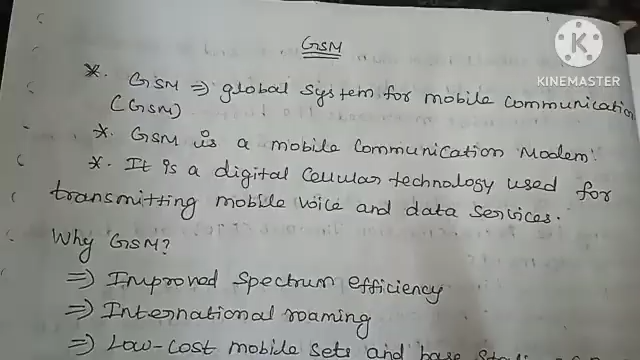 GSM
KINEMASTER
*. GSM ⇒ global system for mobile communication
(GSM)
*. GSM is a mobile communication Modem.
*. It is a digital cellular technology used for
transmitting mobile voice and data services.
Why GSM?
⇒ Improved spectrum efficiency
⇒ International roaming
⇒ Low-cost mobile sets and base